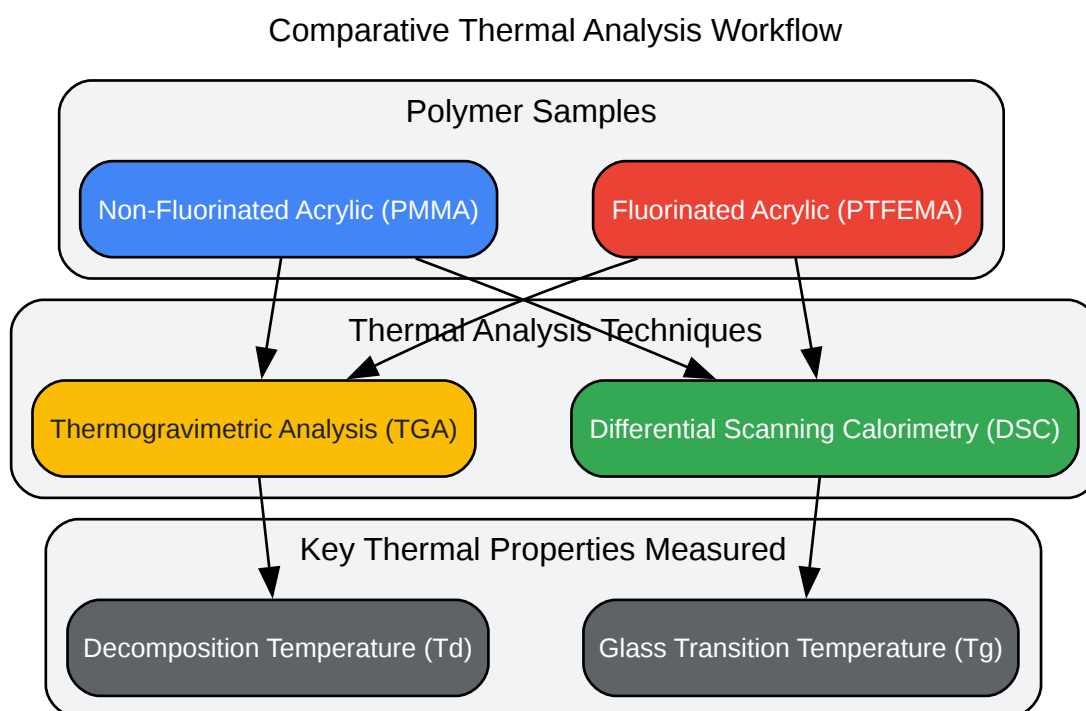 Comparative Thermal Analysis Workflow
Polymer Samples
Non-Fluorinated Acrylic (PMMA)
Fluorinated Acrylic (PTFEMA)
Thermal Analysis Techniques
Thermogravimetric Analysis (TGA)
Differential Scanning Calorimetry (DSC)
Key Thermal Properties Measured
Decomposition Temperature (Td)
Glass Transition Temperature (Tg)